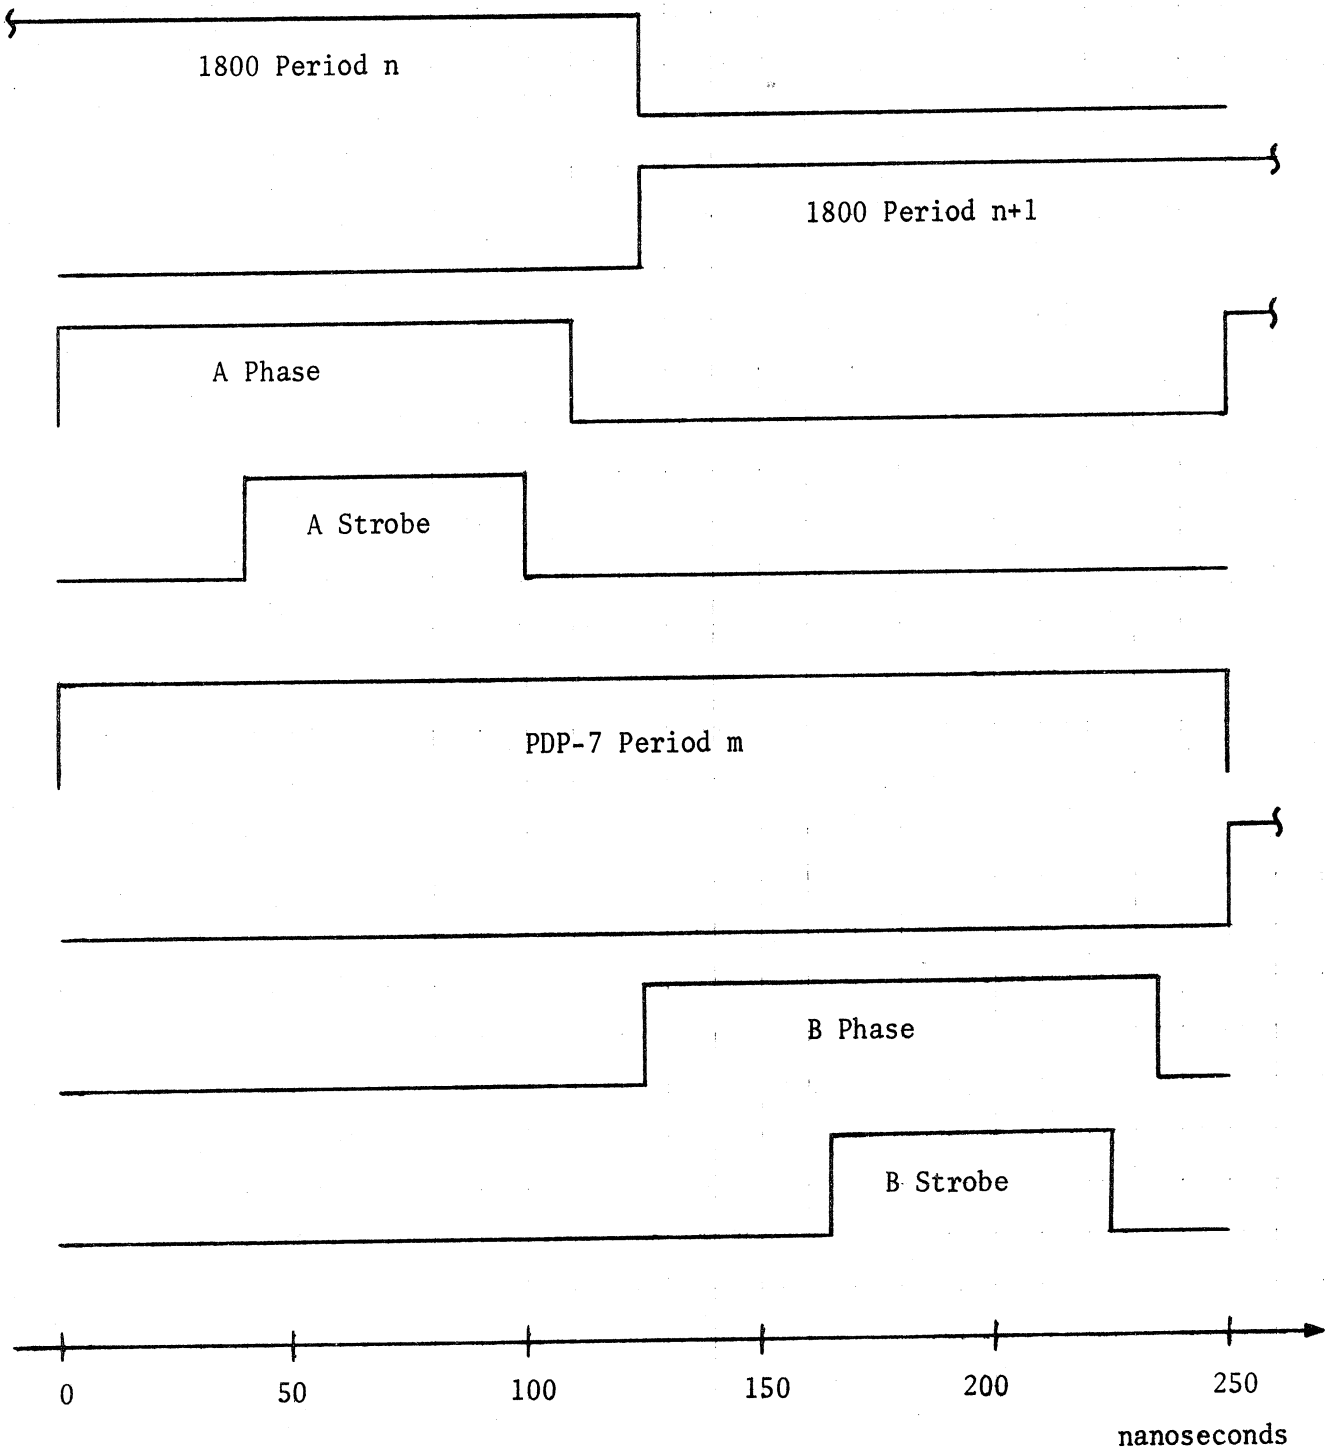 1800 Period n
1800 Period n+1
A Phase
A Strobe
PDP-7 Period m
B Phase
B Strobe
0 50 100 150 200 250
nanoseconds